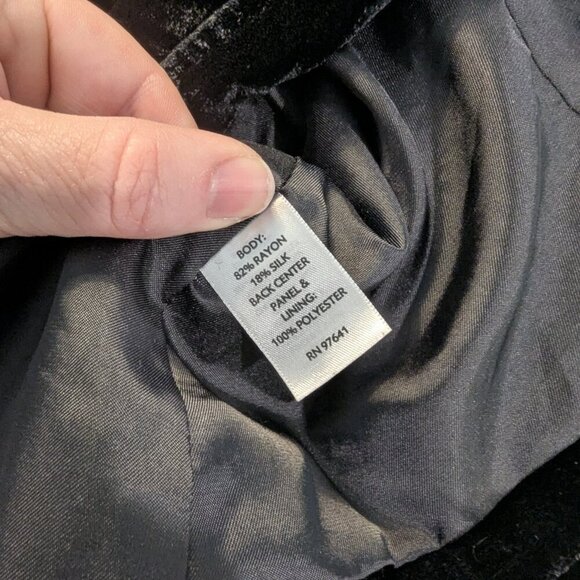 BODY:
82% RAYON
18% SILK
BACK CENTER
PANEL &
LINING:
100% POLYESTER
RN 97641